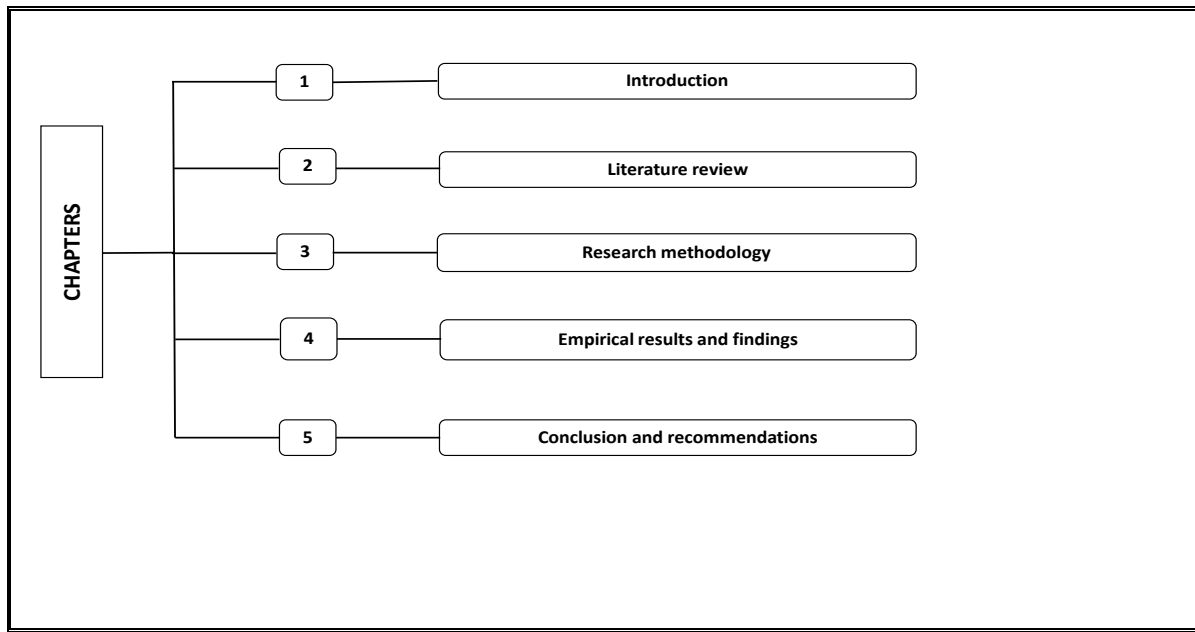 CHAPTERS
1
Introduction
2
Literature review
3
Research methodology
4
Empirical results and findings
5
Conclusion and recommendations